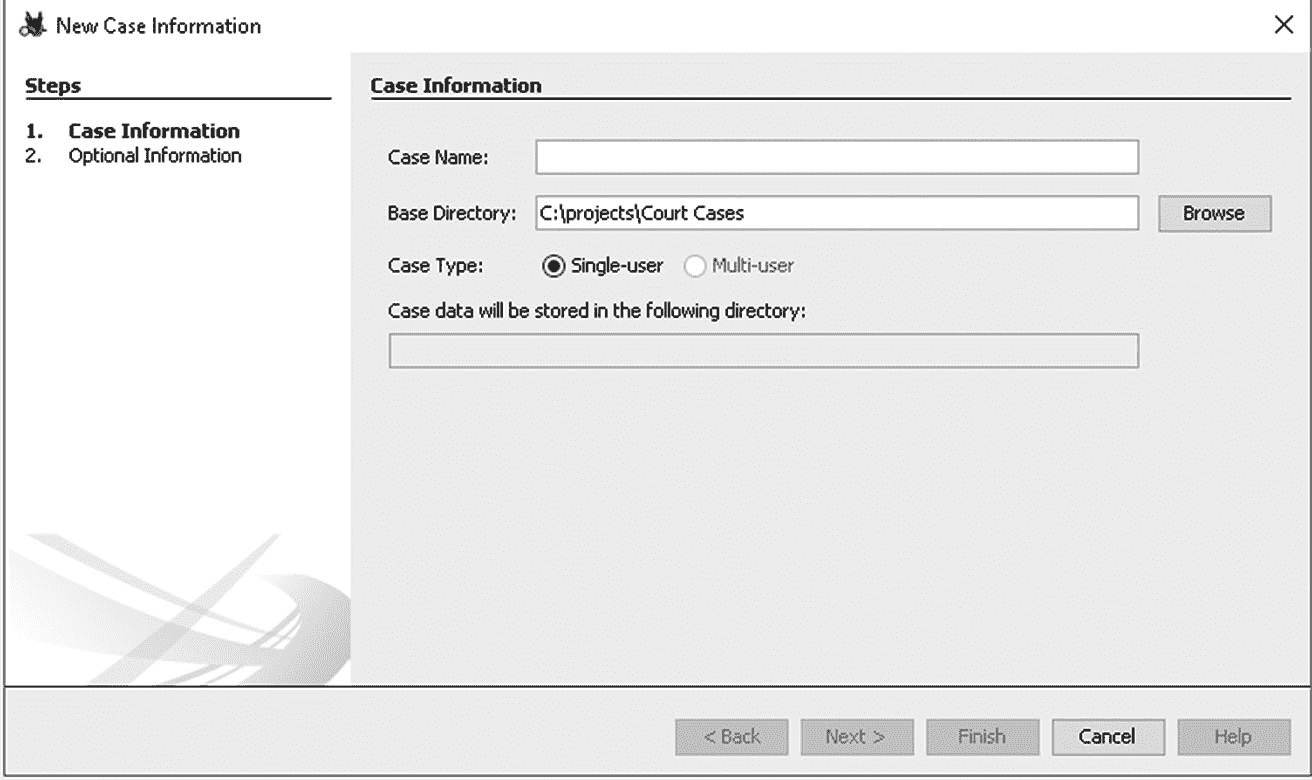 New Case Information
Steps
1. Case Information
2. Optional Information
Case Information
Case Name:
Base Directory: C:\projects\Court Cases Browse
Case Type: Single-user Multi-user
Case data will be stored in the following directory:
< Back Next > Finish Cancel Help